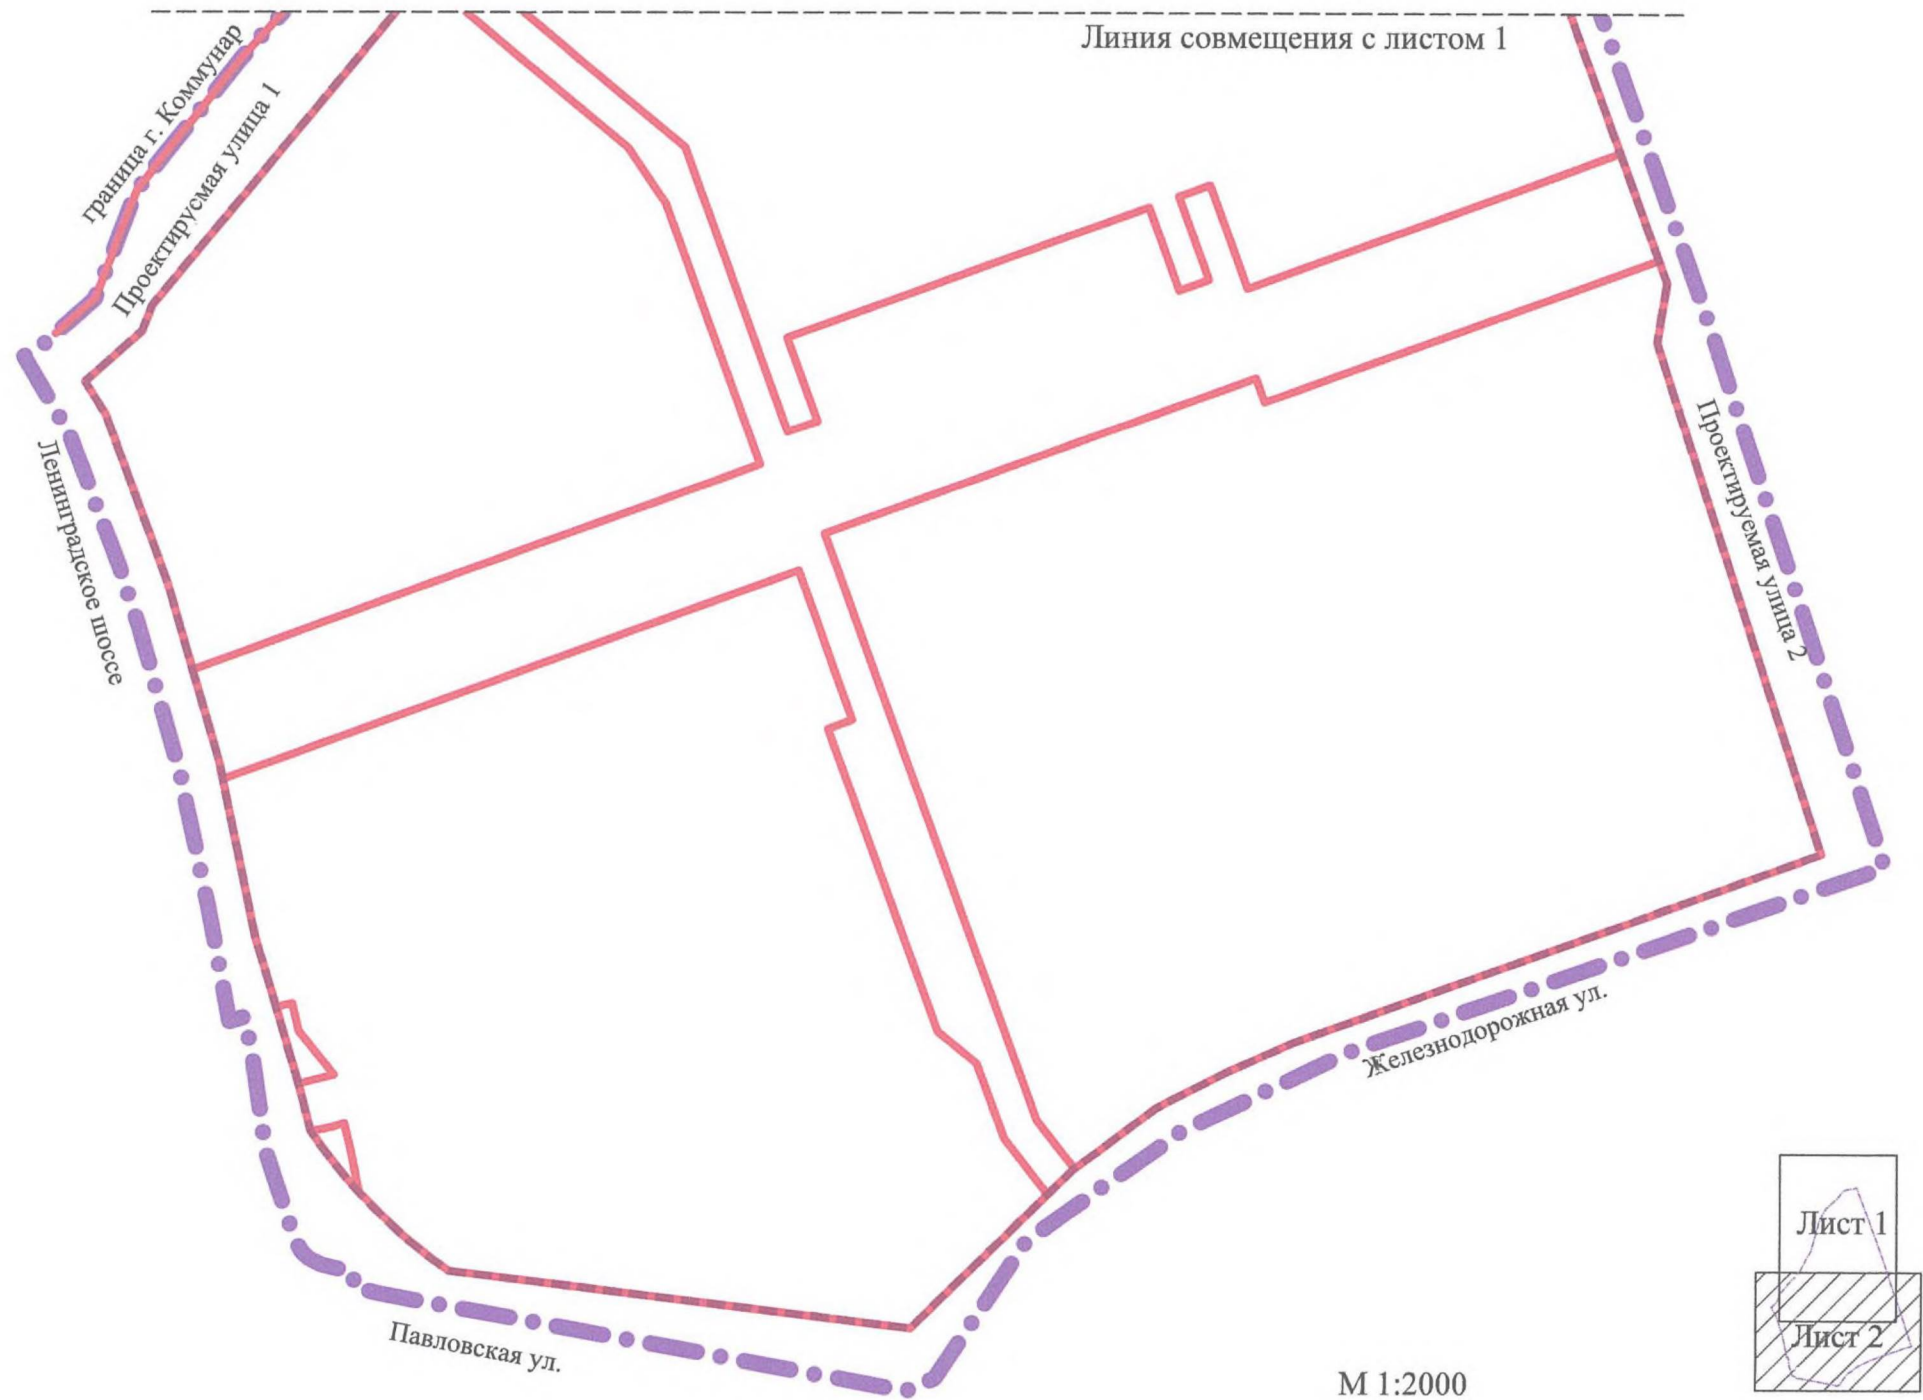 Линия совмещения с листом 1
граница г. Коммунар
Проектирусмая улица 1
Ленинградское шоссе
Проектируемая улица 2
Железнодорожная ул.
Павловская ул.
Лист 1
Лист 2
М 1:2000